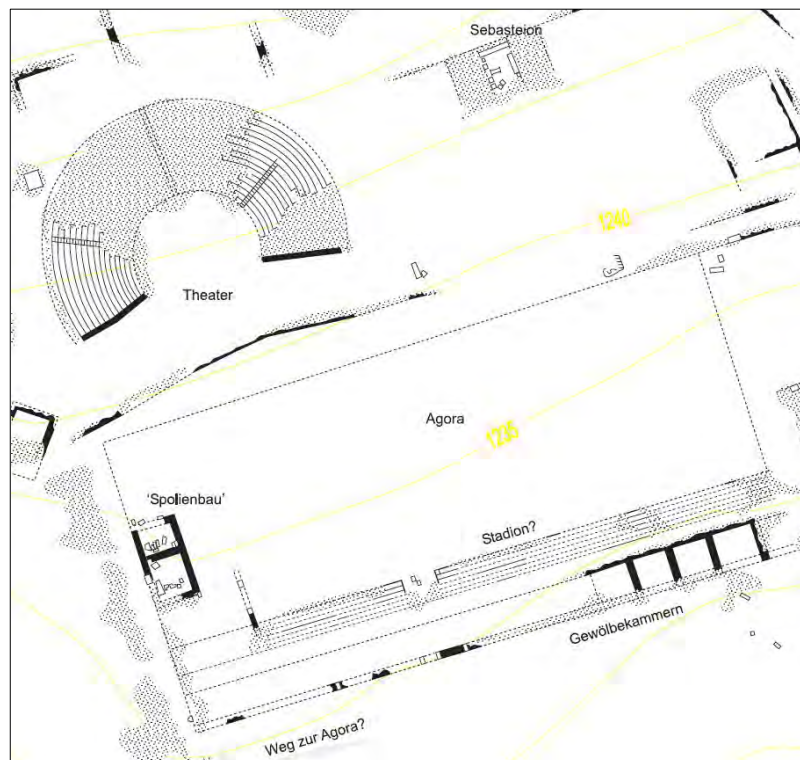 Sebasteion
1240
Theater
Agora
1235
'Spolienbau'
Stadion?
Gewölbekammern
Weg zur Agora?